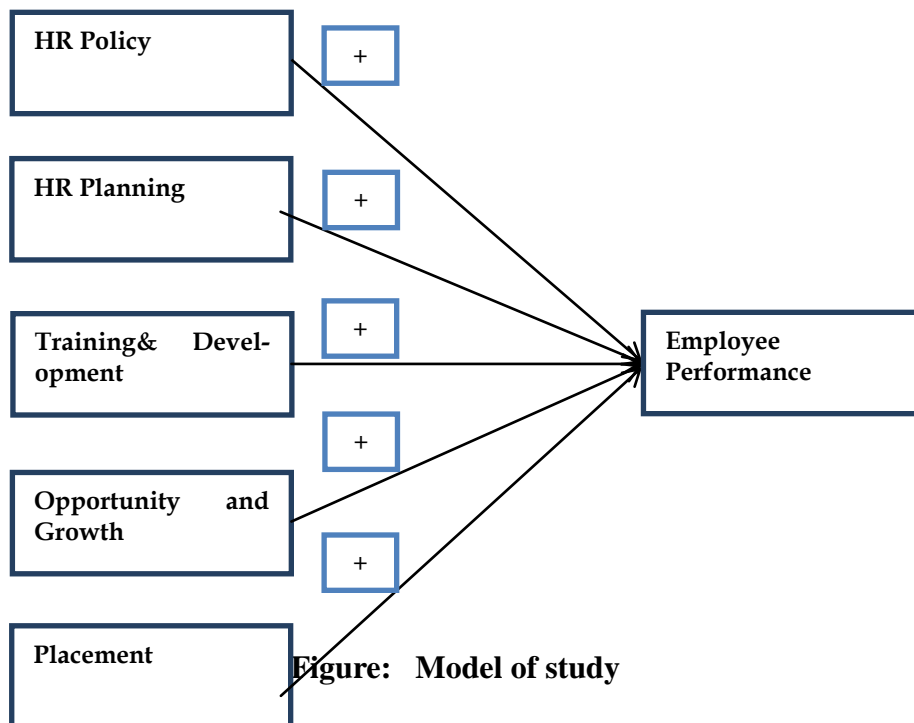 HR Policy
+
HR Planning
+
Training& Devel-
opment
+
Employee
Performance
Opportunity and
Growth
+
Placement
+
Figure: Model of study